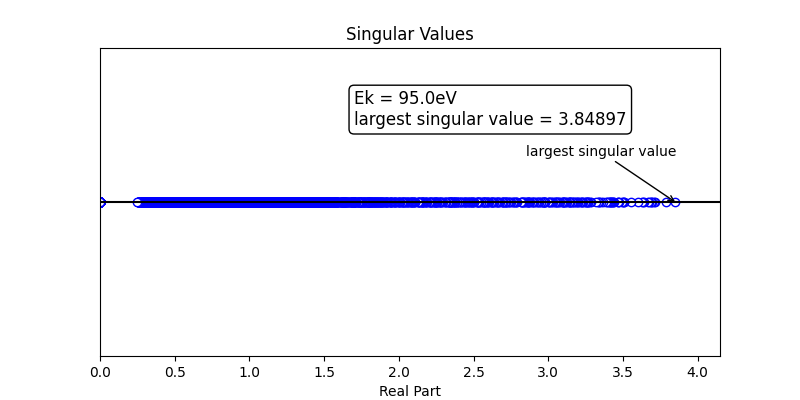 Singular Values
Ek = 95.0eV
largest singular value = 3.84897
largest singular value
0.0 0.5 1.0 1.5 2.0 2.5 3.0 3.5 4.0
Real Part